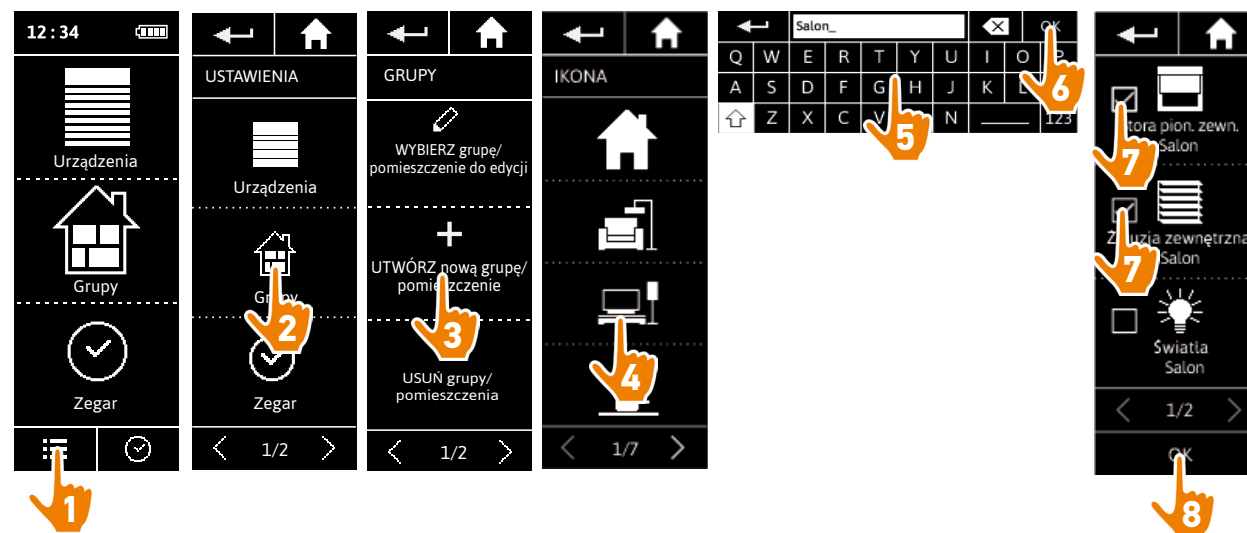 12:34
Urządzenia
Grupy
Zegar
1
USTAWIENIA
Urządzenia
2
Zegar
1/2
GRUPY
WYBIERZ grupę/
pomieszczenie do edycji
UTWÓRZ nową grupę/
pomieszczenie
3
USUŃ grupy/
pomieszczenia
1/2
IKONA
4
1/7
Salon_
OK
Q W E R T Y U I O P
A S D F G H J K L
Z X C V N 123
5
6
pion. zewn.
Salon
7
zewnętrzna
Salon
7
Światła
Salon
1/2
OK
8